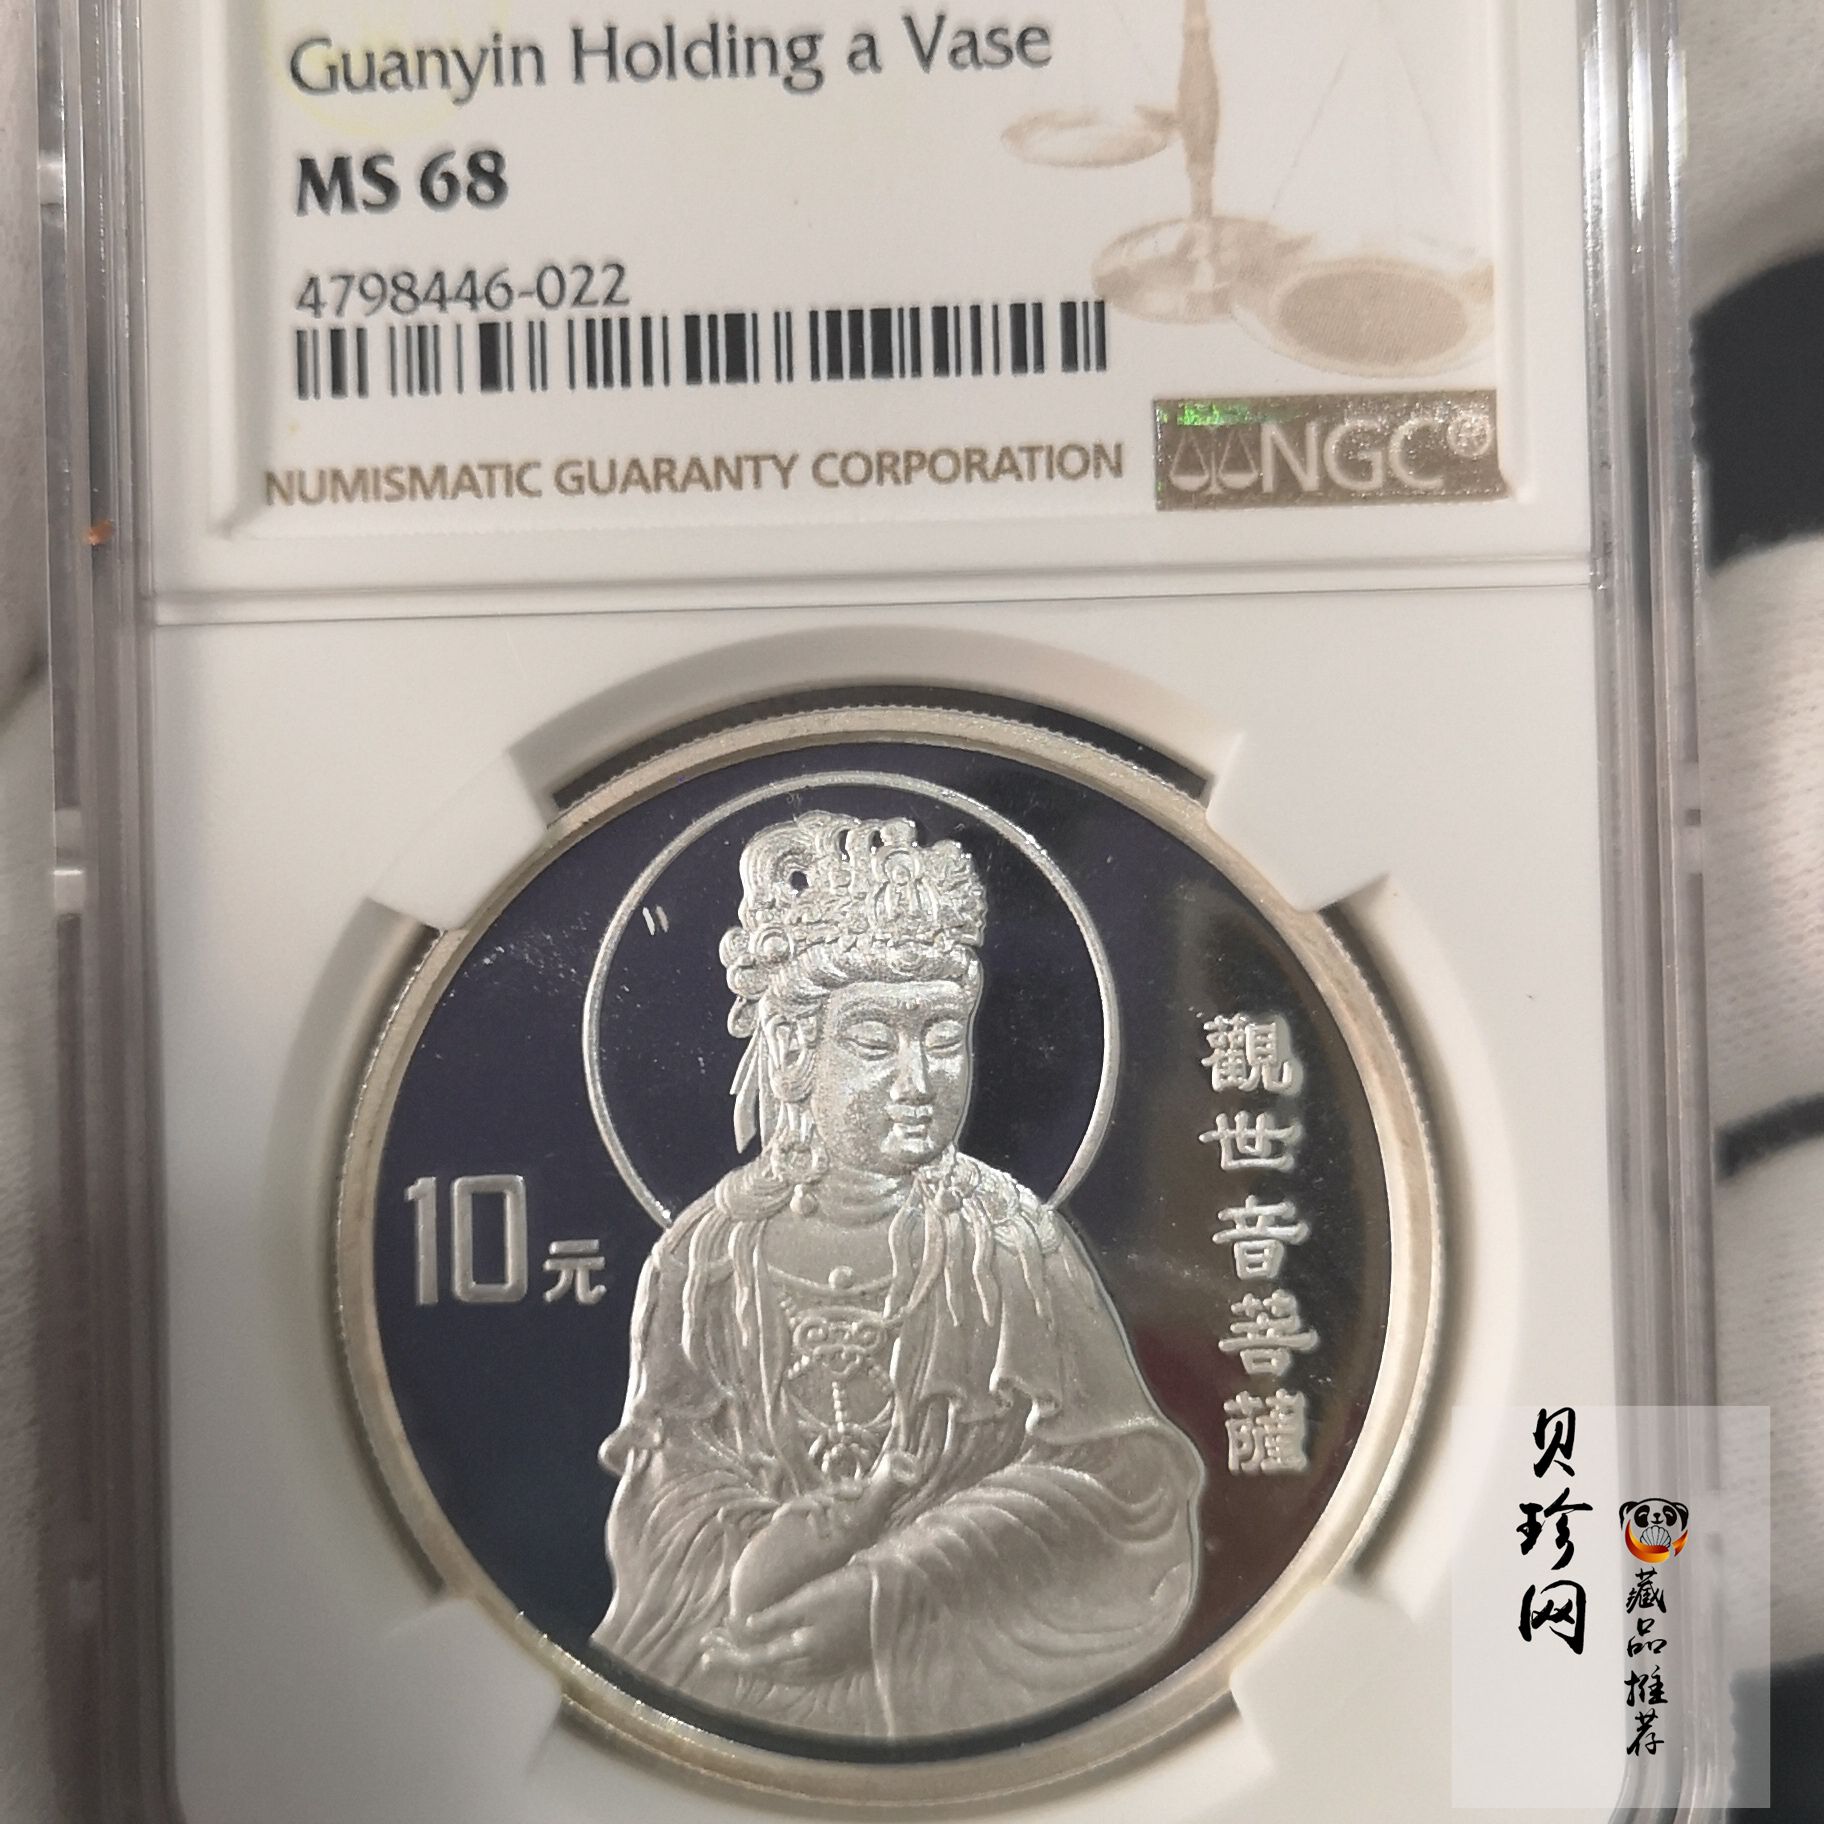 Guanyin Holding a Vase
MS 68
4798446-022
NUMISMATIC GUARANTY CORPORATION
NGC®
10元
觀世音菩薩
贝珍网
藏品推荐